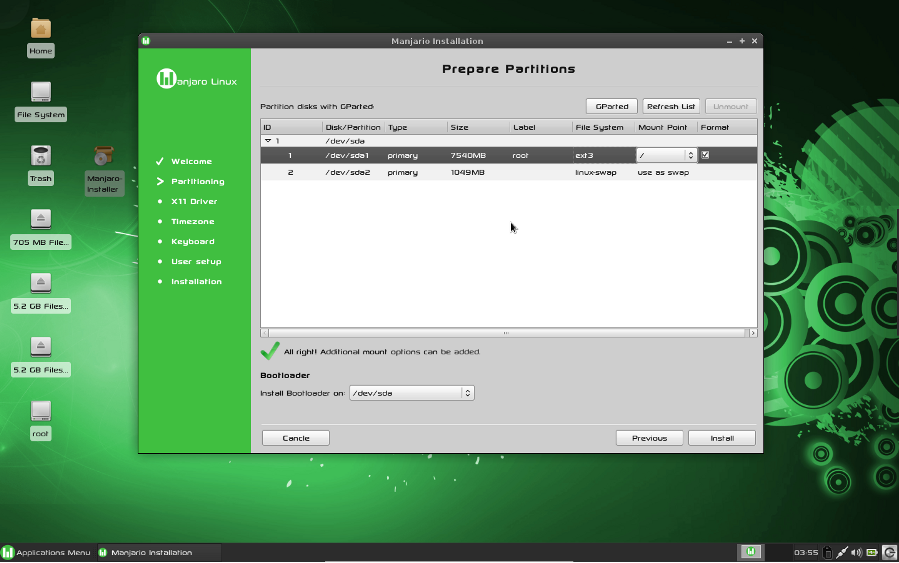 Manjario Installation
Home
File System
Trash
Manjaro-
Installer
705 MB File...
5.2 GB Files...
5.2 GB Files...
root
anjaro Linux
Welcome
Partitioning
X11 Driver
Timezone
Keyboard
User setup
Installation
Prepare Partitions
Partition disks with GParted:
GParted Refresh List Unmount
ID Disk/Partition Type Size Label File System Mount Point Format
1 /dev/sda
1 /dev/sda1 primary 7540MB root ext3 /
2 /dev/sda2 primary 1049MB linux-swap use as swap
All right! Additional mount options can be added.
Bootloader
Install Bootloader on: /dev/sda
Cancle Previous Install
Applications Menu Manjario Installation 03:55